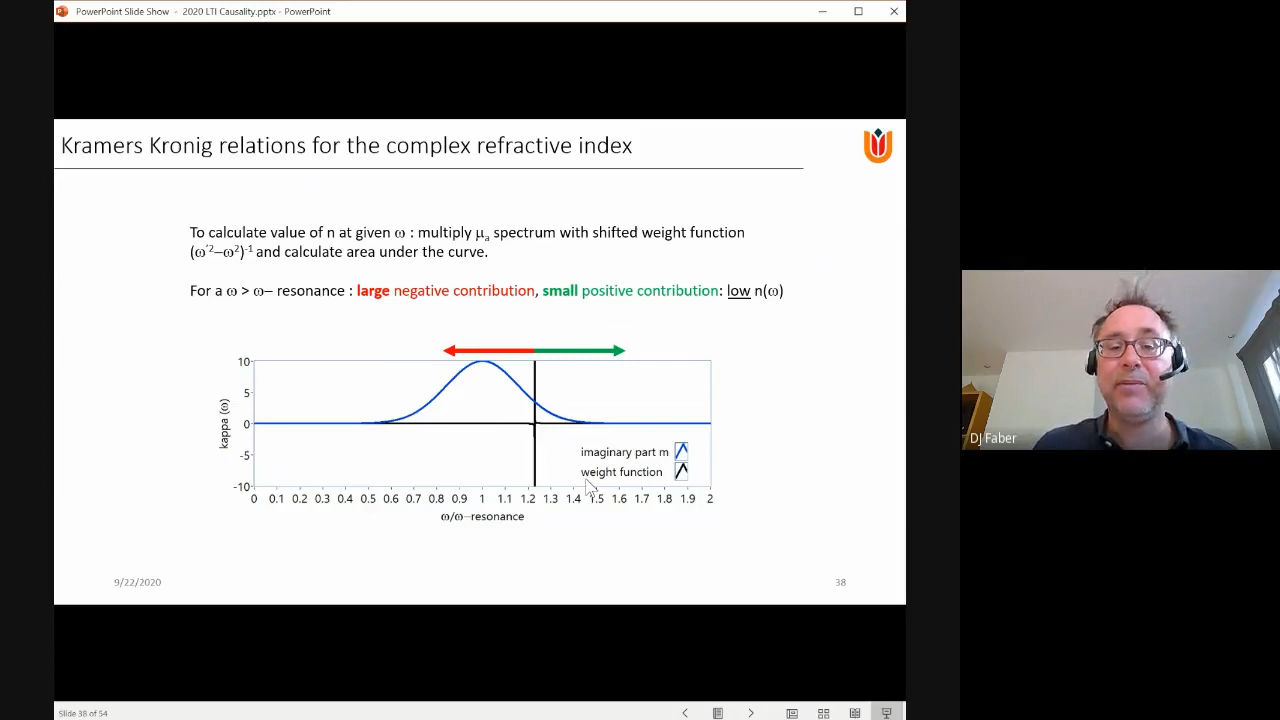 PowerPoint Slide Show - 2020 LTI Causality.pptx - PowerPoint
Kramers Kronig relations for the complex refractive index
To calculate value of n at given ω : multiply μa spectrum with shifted weight function
(ω'2–ω2)-1 and calculate area under the curve.
For a ω > ω– resonance : large negative contribution, small positive contribution: low n(ω)
10
5
0
-5
-10
kappa (ω)
imaginary part m
weight function
0 0.1 0.2 0.3 0.4 0.5 0.6 0.7 0.8 0.9 1 1.1 1.2 1.3 1.4 1.5 1.6 1.7 1.8 1.9 2
ω/ω–resonance
DJ Faber
9/22/2020
38
Slide 38 of 54